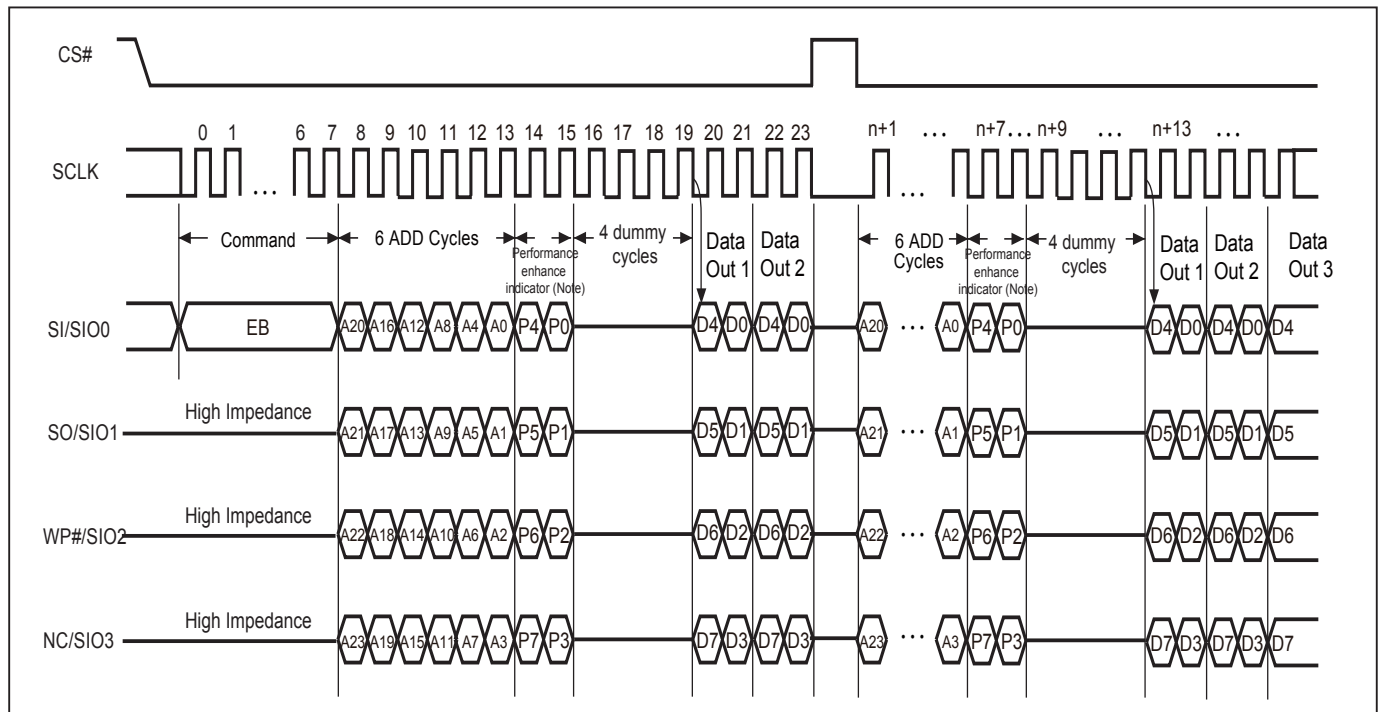 CS#
0 1 6 7 8 9 10 11 12 13 14 15 16 17 18 19 20 21 22 23 n+1 ... n+7... n+9 ... n+13 ...
SCLK
...
...
Command
6 ADD Cycles
Performance
enhance
indicator (Note)
4 dummy
cycles
Data
Out 1
Data
Out 2
6 ADD
Cycles
Performance
enhance
indicator (Note)
4 dummy
cycles
Data
Out 1
Data
Out 2
Data
Out 3
SI/SIO0 EB A20 A16 A12 A8 A4 A0 P4 P0 D4 D0 D4 D0 A20 ... A0 P4 P0 D4 D0 D4 D0 D4
High Impedance
SO/SIO1 A21 A17 A13 A9 A5 A1 P5 P1 D5 D1 D5 D1 A21 ... A1 P5 P1 D5 D1 D5 D1 D5
High Impedance
WP#/SIO2 A22 A18 A14 A10 A6 A2 P6 P2 D6 D2 D6 D2 A22 ... A2 P6 P2 D6 D2 D6 D2 D6
High Impedance
NC/SIO3 A23 A19 A15 A11 A7 A3 P7 P3 D7 D3 D7 D3 A23 ... A3 P7 P3 D7 D3 D7 D3 D7